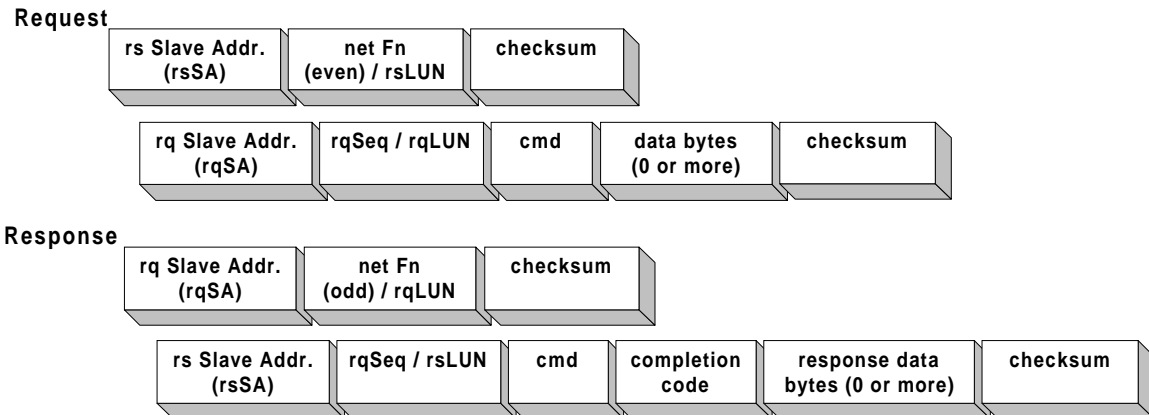 Request
rs Slave Addr. (rsSA)
net Fn (even) / rsLUN
checksum
rq Slave Addr. (rqSA)
rqSeq / rqLUN
cmd
data bytes (0 or more)
checksum
Response
rq Slave Addr. (rqSA)
net Fn (odd) / rqLUN
checksum
rs Slave Addr. (rsSA)
rqSeq / rsLUN
cmd
completion code
response data bytes (0 or more)
checksum